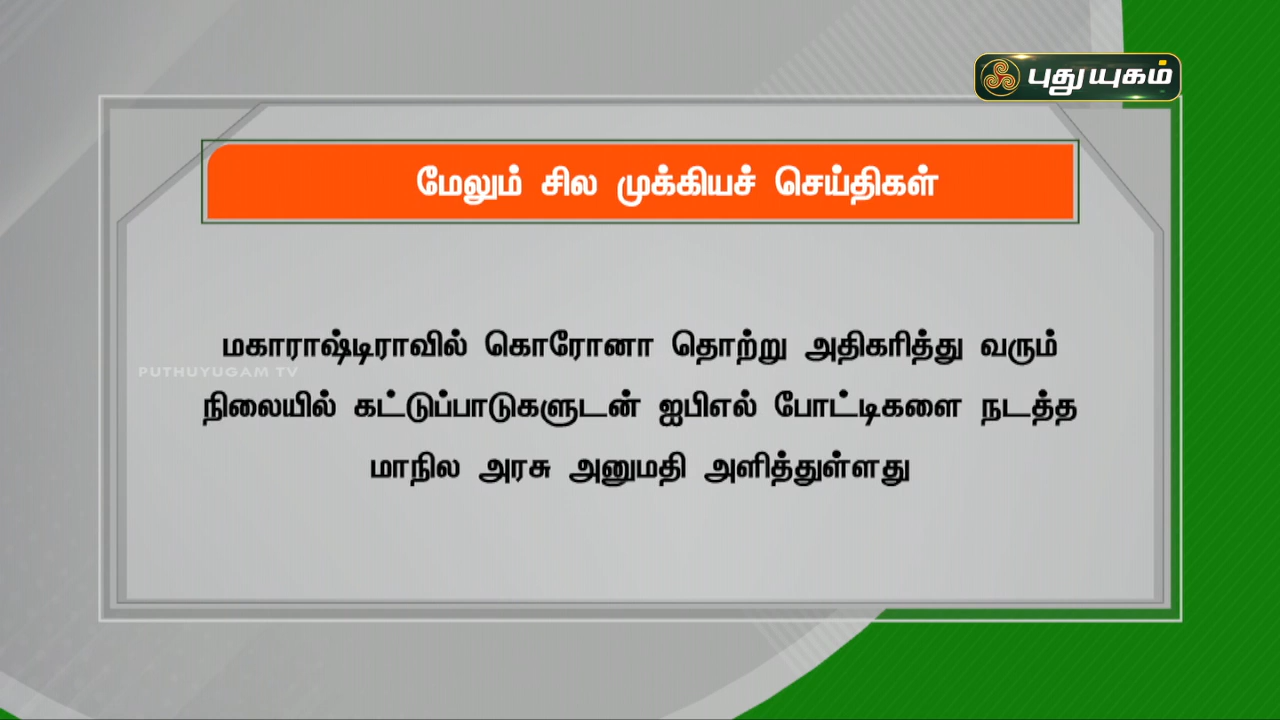 புதுயுகம்
மேலும் சில முக்கியச் செய்திகள்
மகாராஷ்டிராவில் கொரோனா தொற்று அதிகரித்து வரும்
PUTHUYUGAM TV
நிலையில் கட்டுப்பாடுகளுடன் ஐபிஎல் போட்டிகளை நடத்த
மாநில அரசு அனுமதி அளித்துள்ளது